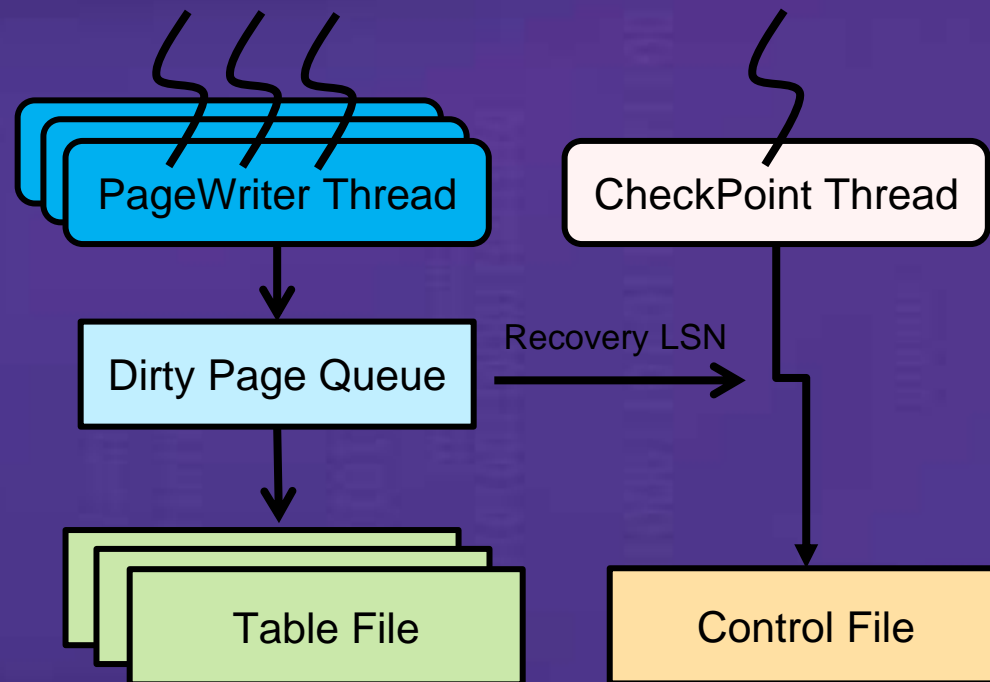 PageWriter Thread
CheckPoint Thread
Recovery LSN
Dirty Page Queue
Table File
Control File